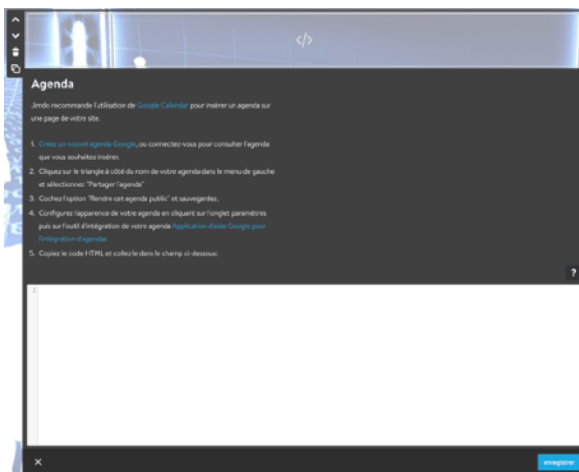 </>
Agenda
Jimdo recommande l'utilisation de Google Calendar pour insérer un agenda sur
une page de votre site.
1. Créez un nouvel agenda Google, ou connectez-vous pour consulter l'agenda
que vous souhaitez insérer.
2. Cliquez sur le triangle à côté du nom de votre agenda dans le menu de gauche
et sélectionnez "Partager l'agenda"
3. Cochez l'option "Rendre cet agenda public" et sauvegardez.
4. Configurez l'apparence de votre agenda en cliquant sur l'onglet paramètres
puis sur l'outil d'intégration de votre agenda Application d'aide Google pour
l'intégration d'agendas
5. Copiez le code HTML et collez-le dans le champ ci-dessous:
?
1
enregistrer